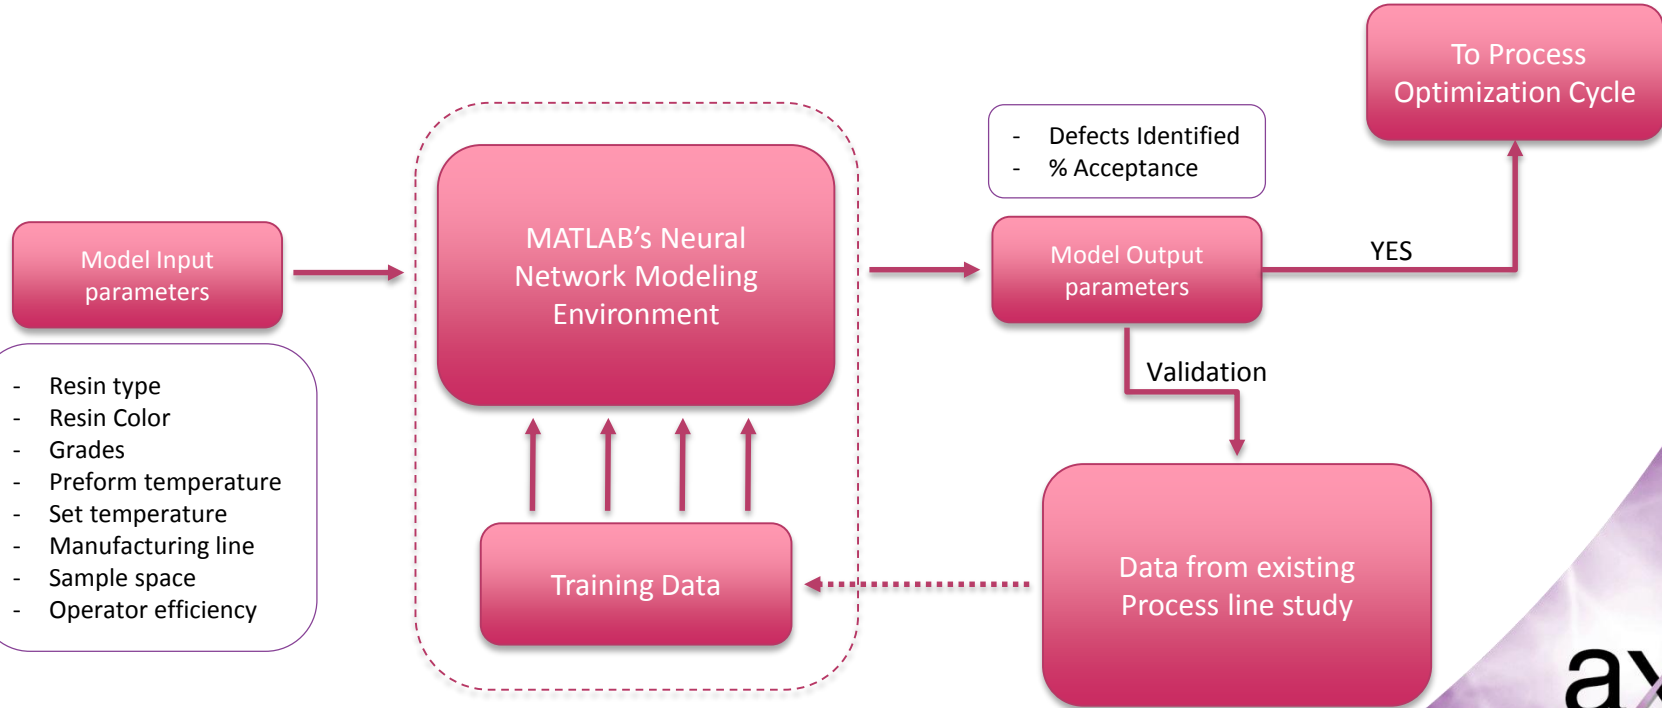 To Process
Optimization Cycle
- Defects Identified
- % Acceptance
MATLAB's Neural
Network Modeling
Environment
Model Input
parameters
Model Output
parameters
YES
Validation
- Resin type
- Resin Color
- Grades
- Preform temperature
- Set temperature
- Manufacturing line
- Sample space
- Operator efficiency
Training Data
Data from existing
Process line study